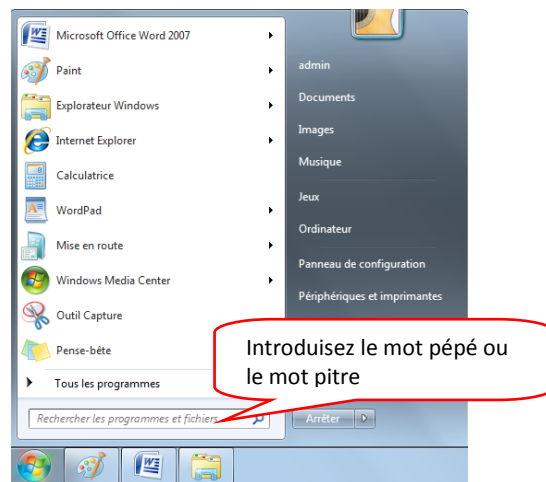 Microsoft Office Word 2007
Paint
Explorateur Windows
Internet Explorer
Calculatrice
WordPad
Mise en route
Windows Media Center
Outil Capture
Pense-bête
Tous les programmes
Rechercher les programmes et fichiers
admin
Documents
Images
Musique
Jeux
Ordinateur
Panneau de configuration
Périphériques et imprimantes
Arrêter
Introduisez le mot pépé ou
le mot pitre